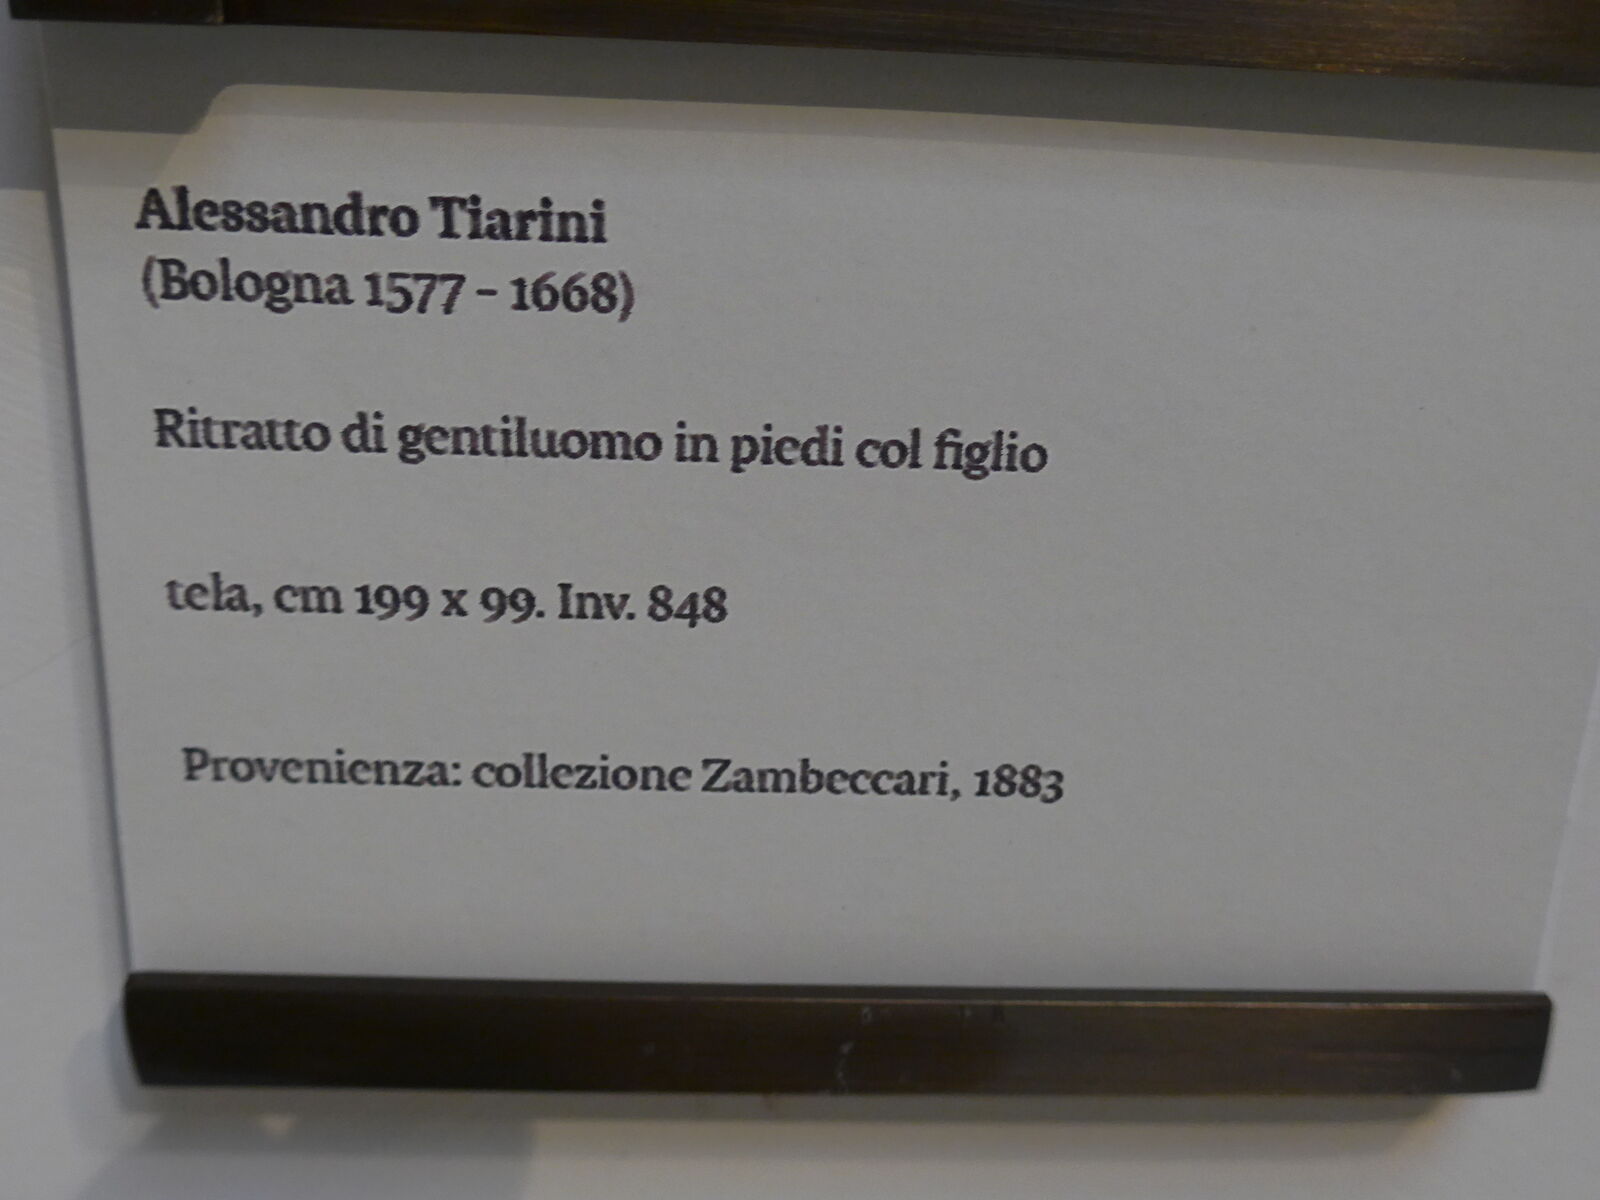 Alessandro Tiarini
(Bologna 1577 - 1668)
Ritratto di gentiluomo in piedi col figlio
tela, cm 199 x 99. Inv. 848
Provenienza: collezione Zambeccari, 1883